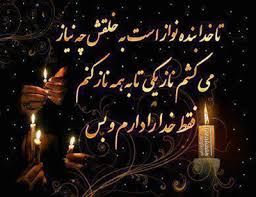 تا خدا بنده نواز است به خلقش چه نیاز
می کشم ناز یکی تا به همه ناز کنم
فقط خدا را دارم و بس